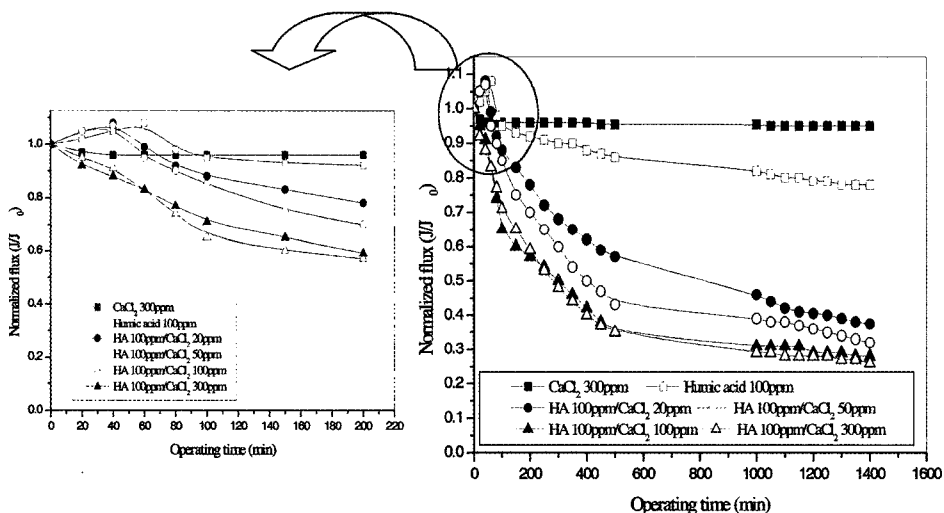 1.0
0.8
0.6
0.4
0.2
0.0
Normalized flux (J/J0)
CaCl2 300ppm
Humic acid 100ppm
HA 100ppm/CaCl2 20ppm
HA 100ppm/CaCl2 50ppm
HA 100ppm/CaCl2 100ppm
HA 100ppm/CaCl2 300ppm
0 20 40 60 80 100 120 140 160 180 200 220
Operating time (min)
1.1
1.0
0.9
0.8
0.7
0.6
0.5
0.4
0.3
0.2
0.1
0.0
Normalized flux (J/J0)
CaCl2 300ppm Humic acid 100ppm
HA 100ppm/CaCl2 20ppm HA 100ppm/CaCl2 50ppm
HA 100ppm/CaCl2 100ppm HA 100ppm/CaCl2 300ppm
0 200 400 600 800 1000 1200 1400 1600
Operating time (min)